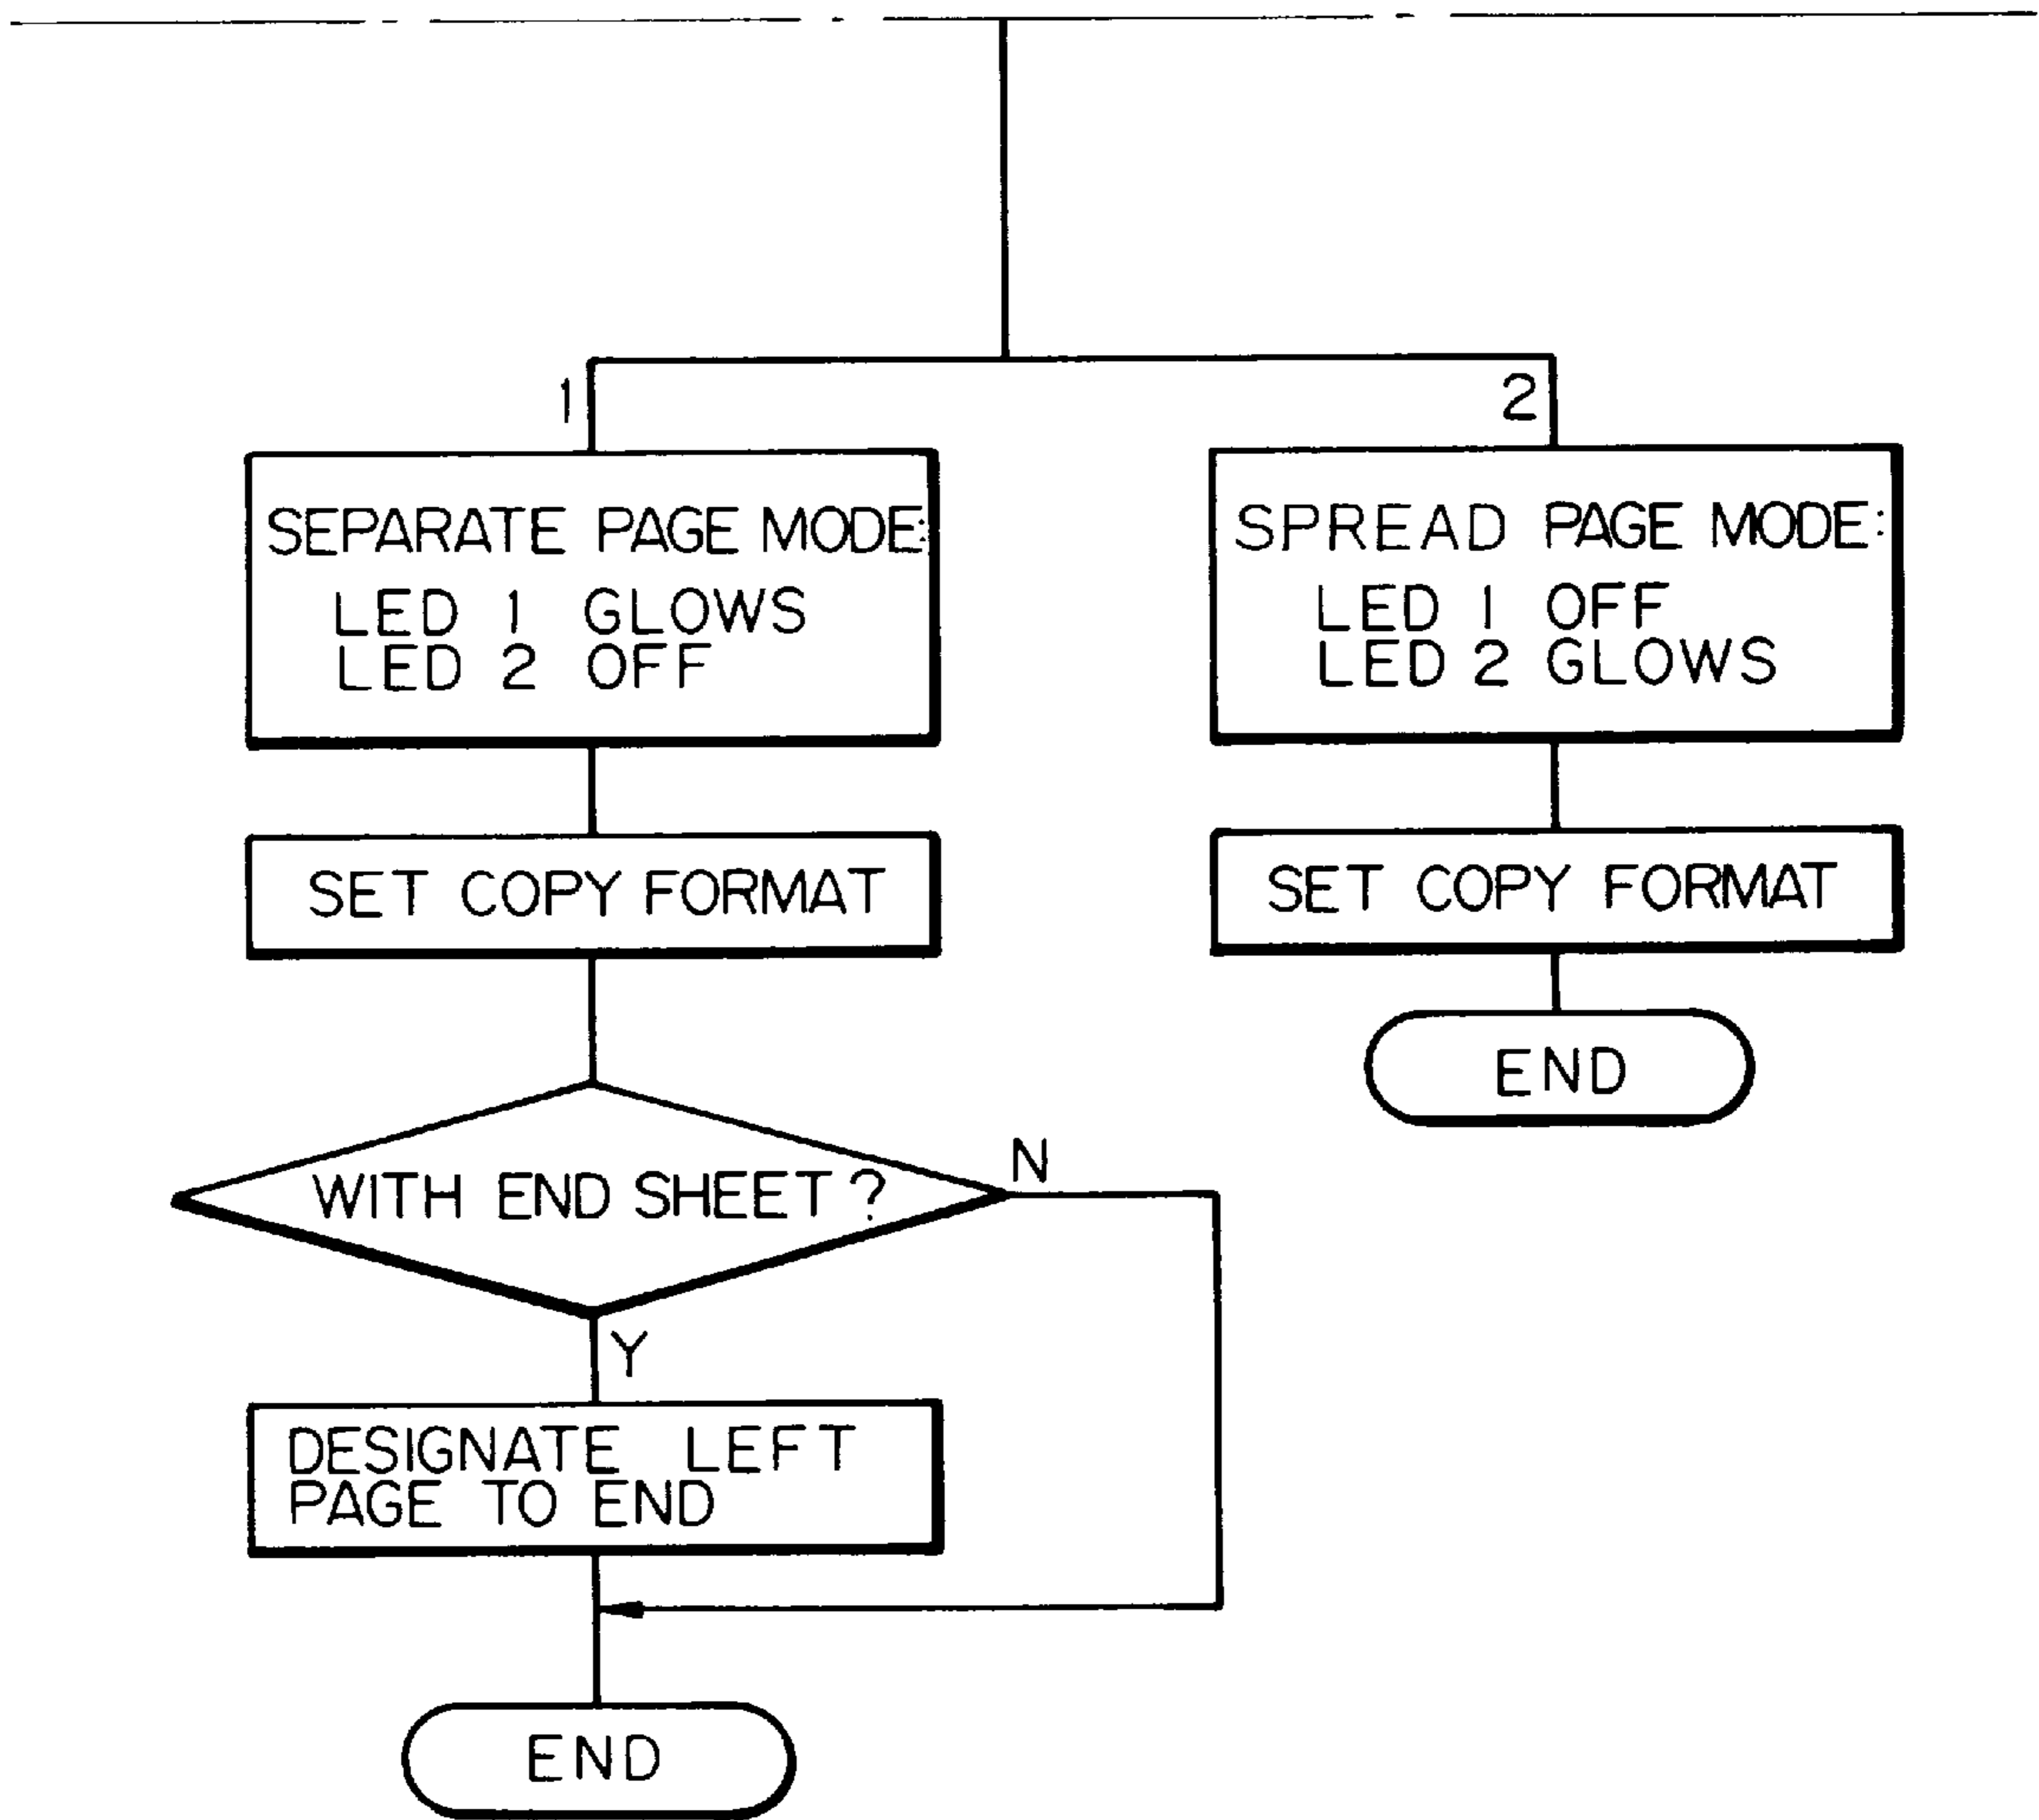 1
SEPARATE PAGE MODE:
LED 1 GLOWS
LED 2 OFF
SET COPY FORMAT
WITH END SHEET ?
N
Y
DESIGNATE LEFT
PAGE TO END
END
2
SPREAD PAGE MODE:
LED 1 OFF
LED 2 GLOWS
SET COPY FORMAT
END